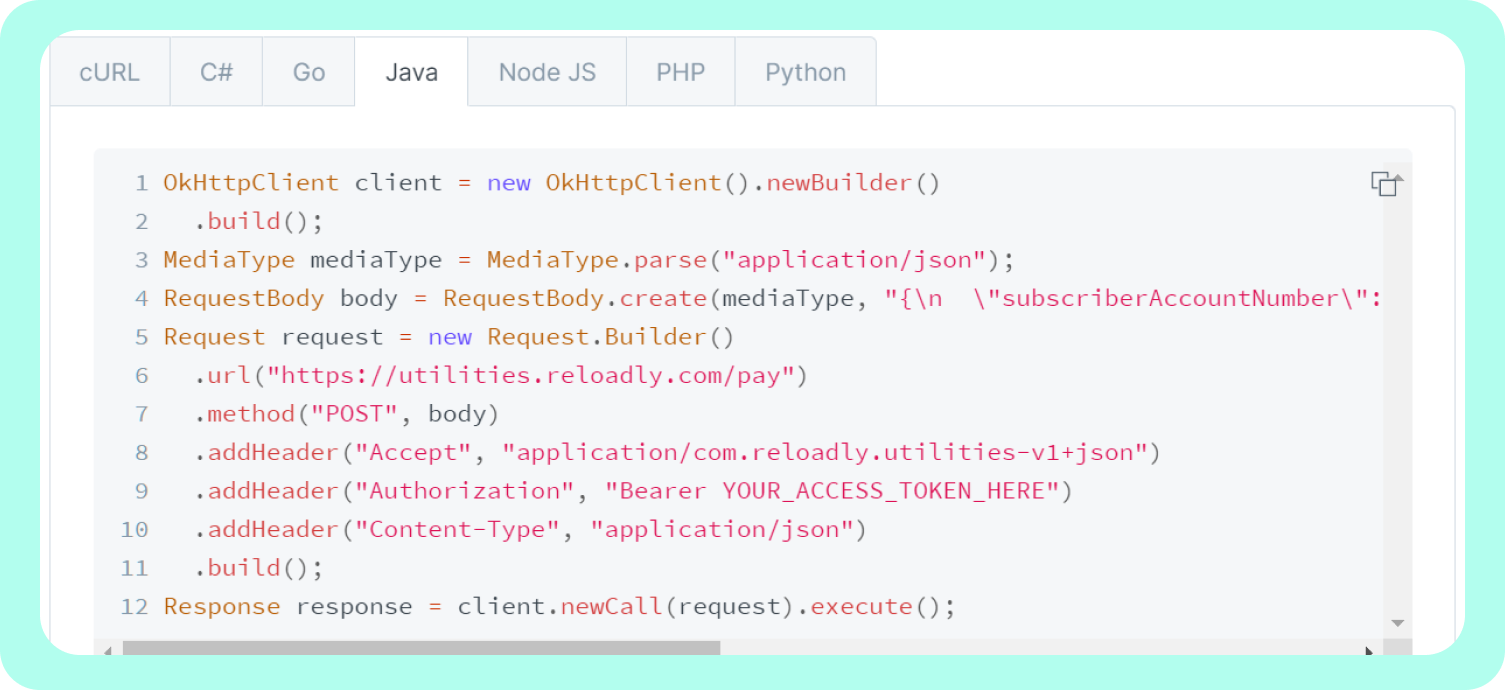 cURL C# Go Java Node JS PHP Python
1 OkHttpClient client = new OkHttpClient().newBuilder()
2   .build();
3 MediaType mediaType = MediaType.parse("application/json");
4 RequestBody body = RequestBody.create(mediaType, "{\n  \"subscriberAccountNumber\":
5 Request request = new Request.Builder()
6   .url("https://utilities.reloadly.com/pay")
7   .method("POST", body)
8   .addHeader("Accept", "application/com.reloadly.utilities-v1+json")
9   .addHeader("Authorization", "Bearer YOUR_ACCESS_TOKEN_HERE")
10   .addHeader("Content-Type", "application/json")
11   .build();
12 Response response = client.newCall(request).execute();